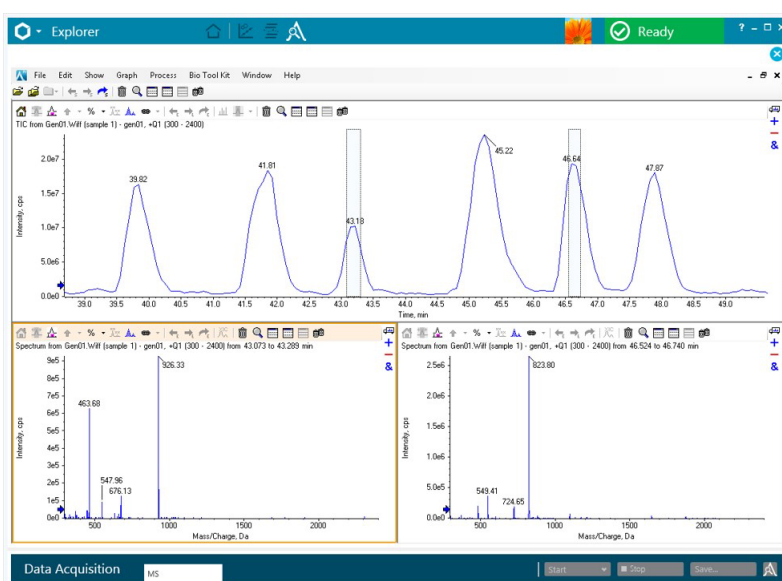 Explorer
Ready
? - □ ×
File Edit Show Graph Process Bio Tool Kit Window Help
TIC from Gen01.Wiff (sample 1) - gen01, +Q1 (300 - 2400)
Intensity, cps
2.0e7
1.5e7
1.0e7
5.0e6
0.0e0
39.82
41.81
43.18
45.22
46.64
47.87
39.0 39.5 40.0 40.5 41.0 41.5 42.0 42.5 43.0 43.5 44.0 44.5 45.0 45.5 46.0 46.5 47.0 47.5 48.0 48.5 49.0 49.5
Time, min
Spectrum from Gen01.Wiff (sample 1) - gen01, +Q1 (300 - 2400) from 43.073 to 43.289 min
Intensity, cps
9e5
8e5
7e5
6e5
5e5
4e5
3e5
2e5
1e5
0e0
463.68
547.96
676.13
926.33
500 1000 1500 2000
Mass/Charge, Da
Spectrum from Gen01.Wiff (sample 1) - gen01, +Q1 (300 - 2400) from 46.524 to 46.740 min
Intensity, cps
2.5e6
2.0e6
1.5e6
1.0e6
5.0e5
0.0e0
549.41
724.65
823.80
500 1000 1500 2000
Mass/Charge, Da
Data Acquisition
MS
Start
Stop
Save...